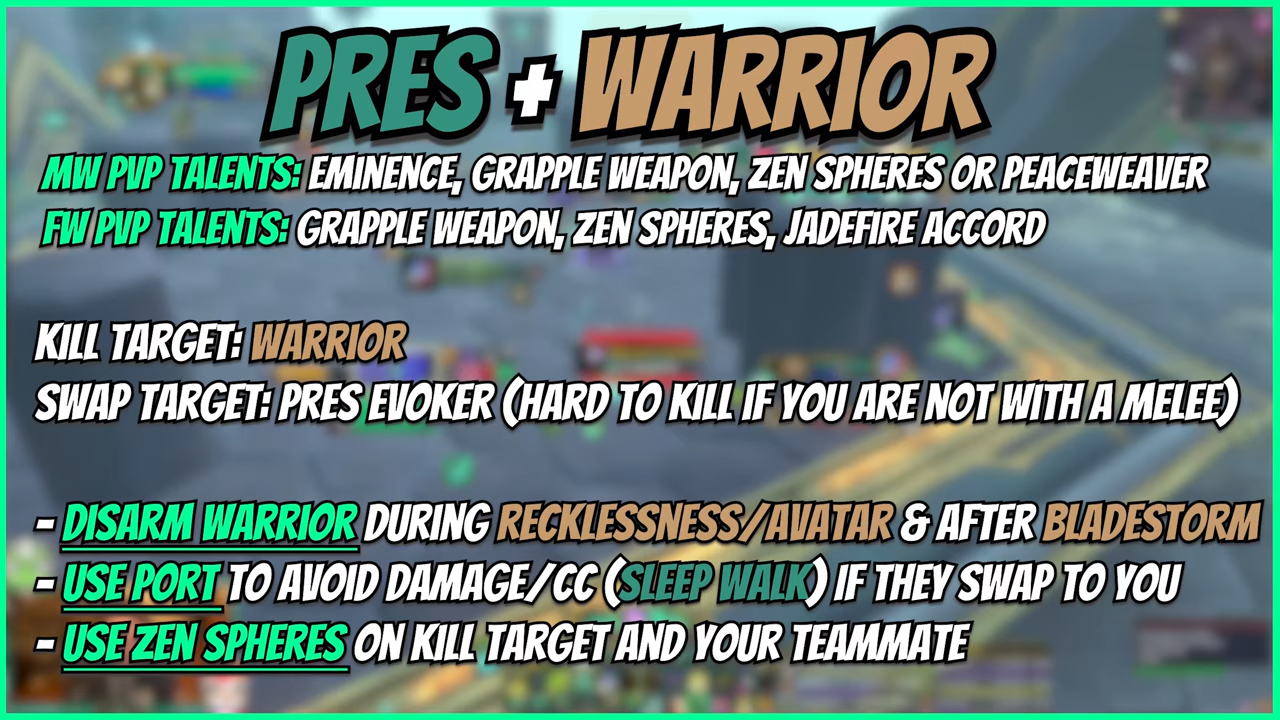 PRES + WARRIOR
MW PVP TALENTS: EMINENCE, GRAPPLE WEAPON, ZEN SPHERES OR PEACEWEAVER
FW PVP TALENTS: GRAPPLE WEAPON, ZEN SPHERES, JADEFIRE ACCORD
KILL TARGET: WARRIOR
SWAP TARGET: PRES EVOKER (HARD TO KILL IF YOU ARE NOT WITH A MELEE)
- DISARM WARRIOR DURING RECKLESSNESS/AVATAR & AFTER BLADESTORM
- USE PORT TO AVOID DAMAGE/CC (SLEEP WALK) IF THEY SWAP TO YOU
- USE ZEN SPHERES ON KILL TARGET AND YOUR TEAMMATE